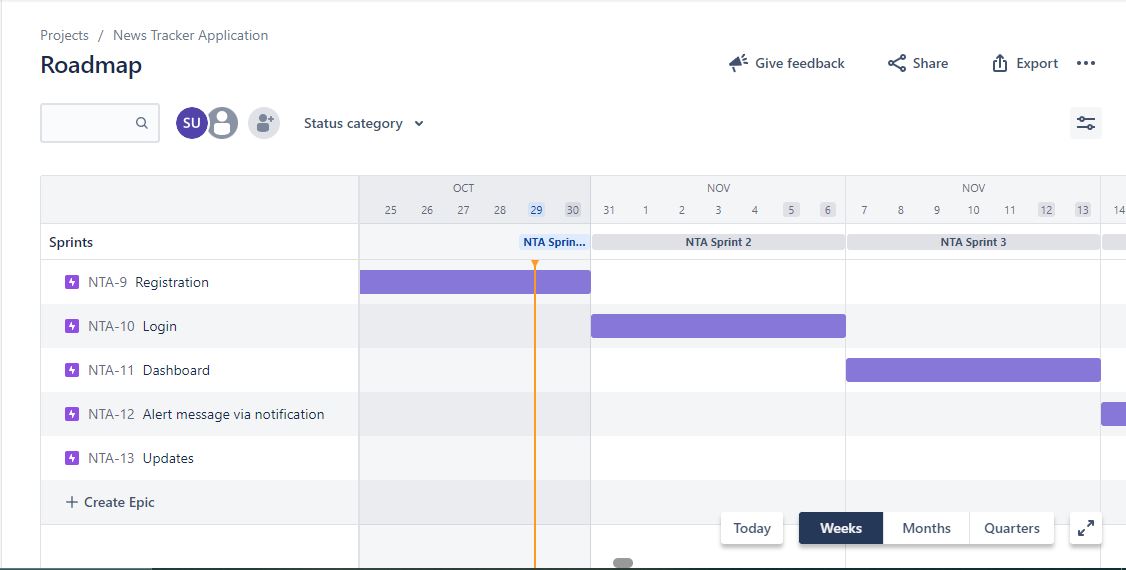 Projects / News Tracker Application
Roadmap
Give feedback Share Export
SU Status category
OCT NOV NOV
25 26 27 28 29 30 31 1 2 3 4 5 6 7 8 9 10 11 12 13 14
Sprints NTA Sprin... NTA Sprint 2 NTA Sprint 3
NTA-9 Registration
NTA-10 Login
NTA-11 Dashboard
NTA-12 Alert message via notification
NTA-13 Updates
+ Create Epic
Today Weeks Months Quarters